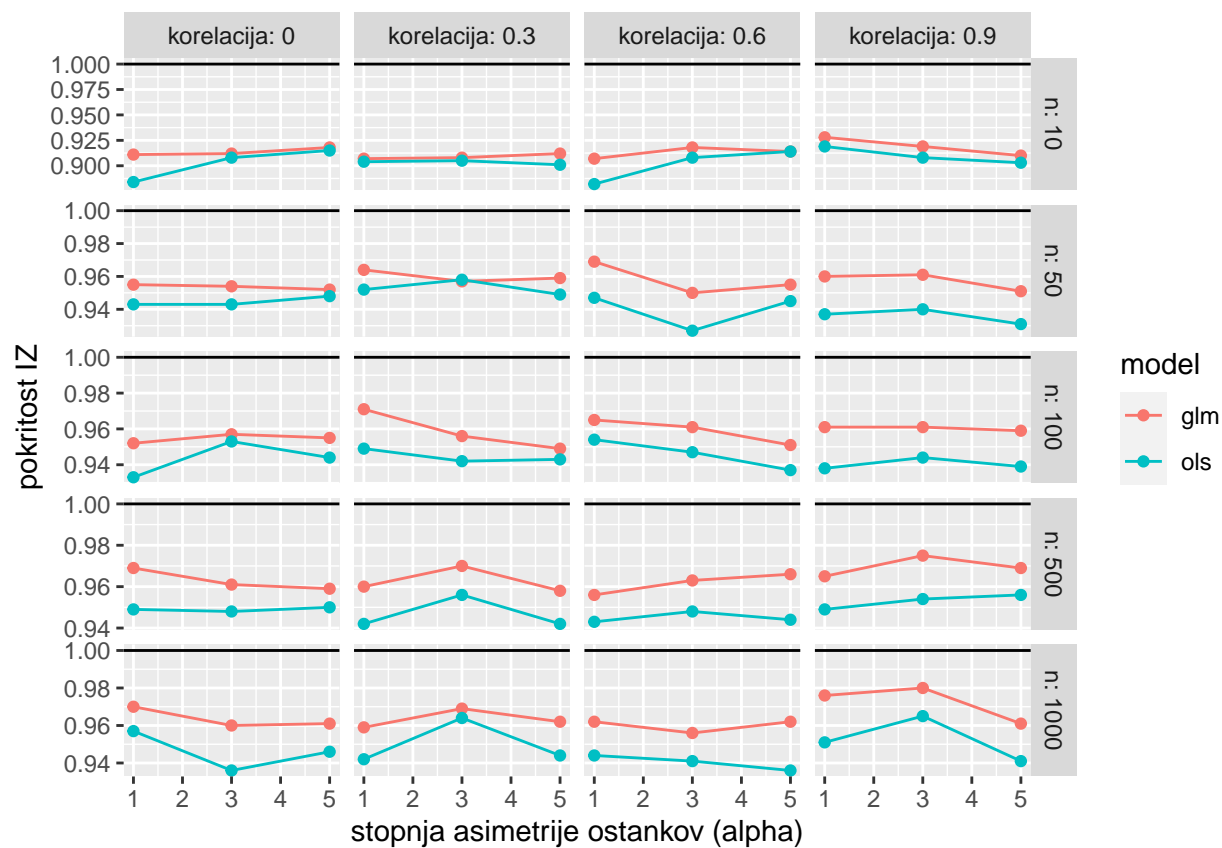 korelacija: 0 korelacija: 0.3 korelacija: 0.6 korelacija: 0.9
1.000
0.975
0.950
0.925
0.900
n: 10
1.00
0.98
0.96
0.94
n: 50
1.00
0.98
0.96
0.94
n: 100
1.00
0.98
0.96
0.94
n: 500
1.00
0.98
0.96
0.94
n: 1000
1 2 3 4 5 1 2 3 4 5 1 2 3 4 5 1 2 3 4 5
stopnja asimetrije ostankov (alpha)
pokritost IZ
model
glm
ols